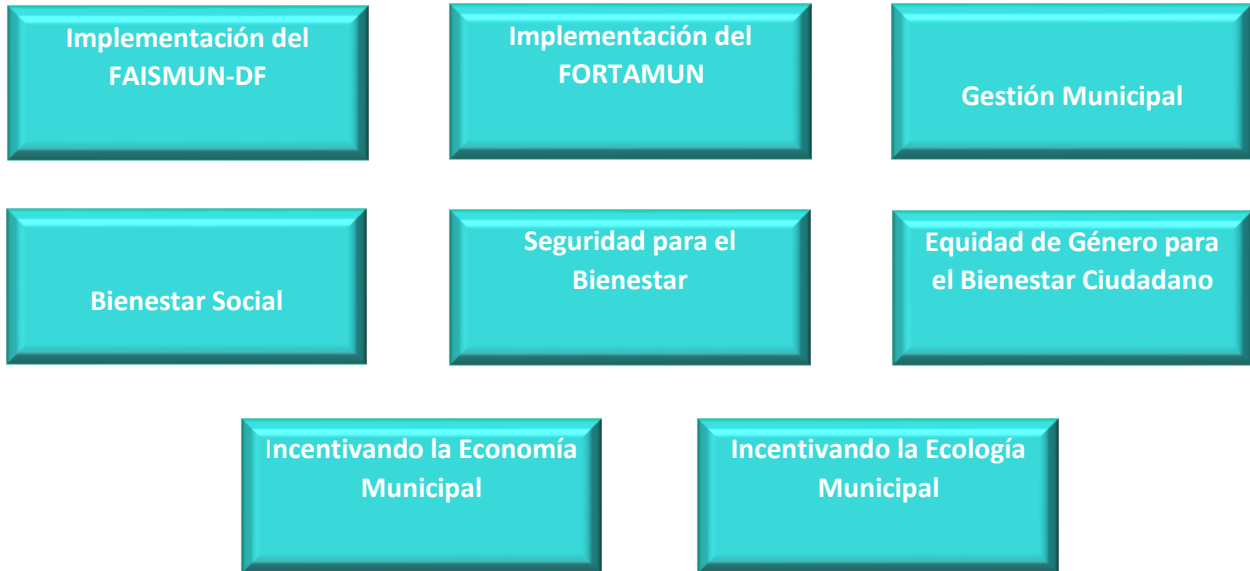 Implementación del
FAISMUN-DF
Implementación del
FORTAMUN
Gestión Municipal
Bienestar Social
Seguridad para el
Bienestar
Equidad de Género para
el Bienestar Ciudadano
Incentivando la Economía
Municipal
Incentivando la Ecología
Municipal